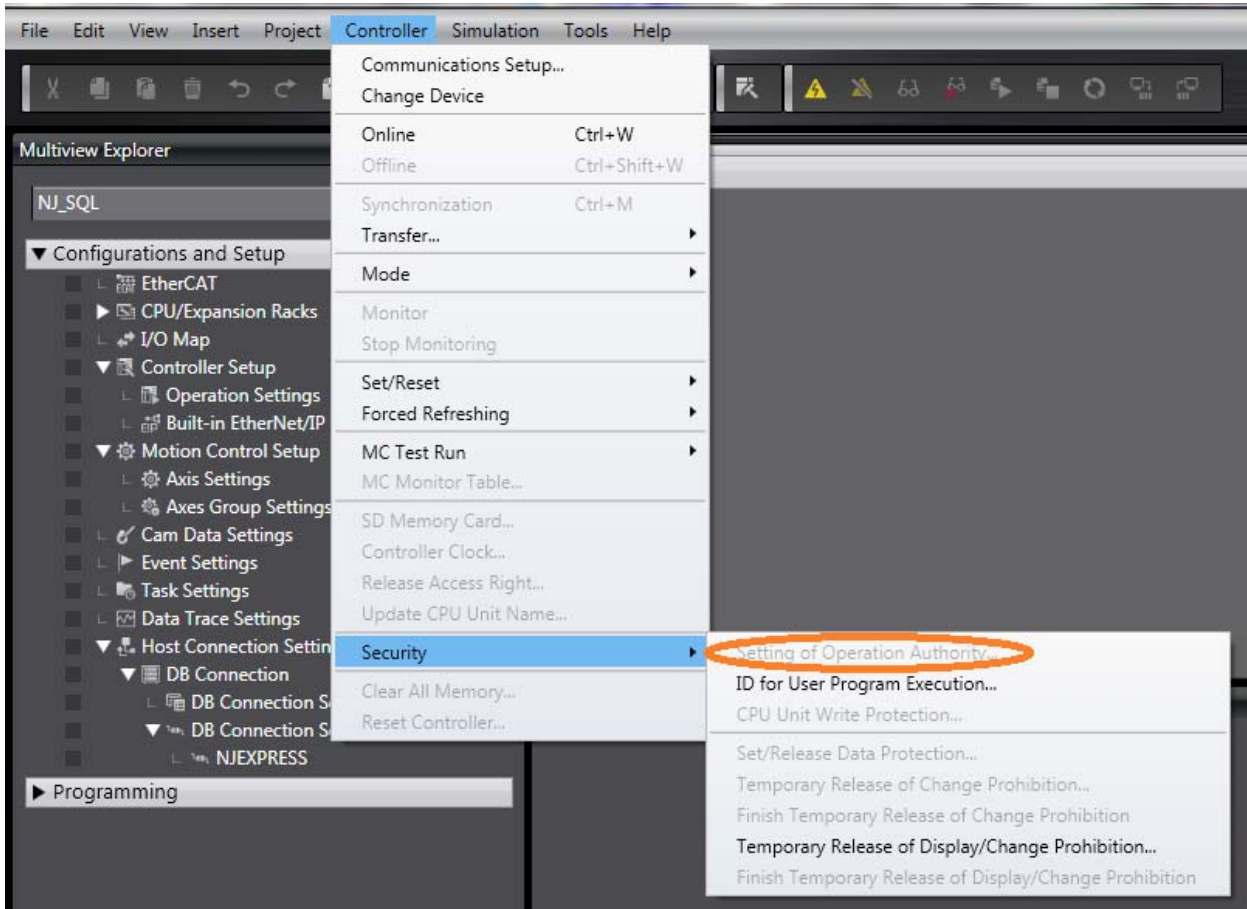 File Edit View Insert Project Controller Simulation Tools Help
Communications Setup...
Change Device
Online Ctrl+W
Offline Ctrl+Shift+W
Synchronization Ctrl+M
Transfer...
Mode
Monitor
Stop Monitoring
Set/Reset
Forced Refreshing
MC Test Run
MC Monitor Table...
SD Memory Card...
Controller Clock...
Release Access Right...
Update CPU Unit Name...
Security
Clear All Memory...
Reset Controller...
Setting of Operation Authority...
ID for User Program Execution...
CPU Unit Write Protection...
Set/Release Data Protection...
Temporary Release of Change Prohibition...
Finish Temporary Release of Change Prohibition
Temporary Release of Display/Change Prohibition...
Finish Temporary Release of Display/Change Prohibition
Multiview Explorer
NJ_SQL
Configurations and Setup
EtherCAT
CPU/Expansion Racks
I/O Map
Controller Setup
Operation Settings
Built-in EtherNet/IP
Motion Control Setup
Axis Settings
Axes Group Settings
Cam Data Settings
Event Settings
Task Settings
Data Trace Settings
Host Connection Settin
DB Connection
DB Connection S
DB Connection S
NJEXPRESS
Programming